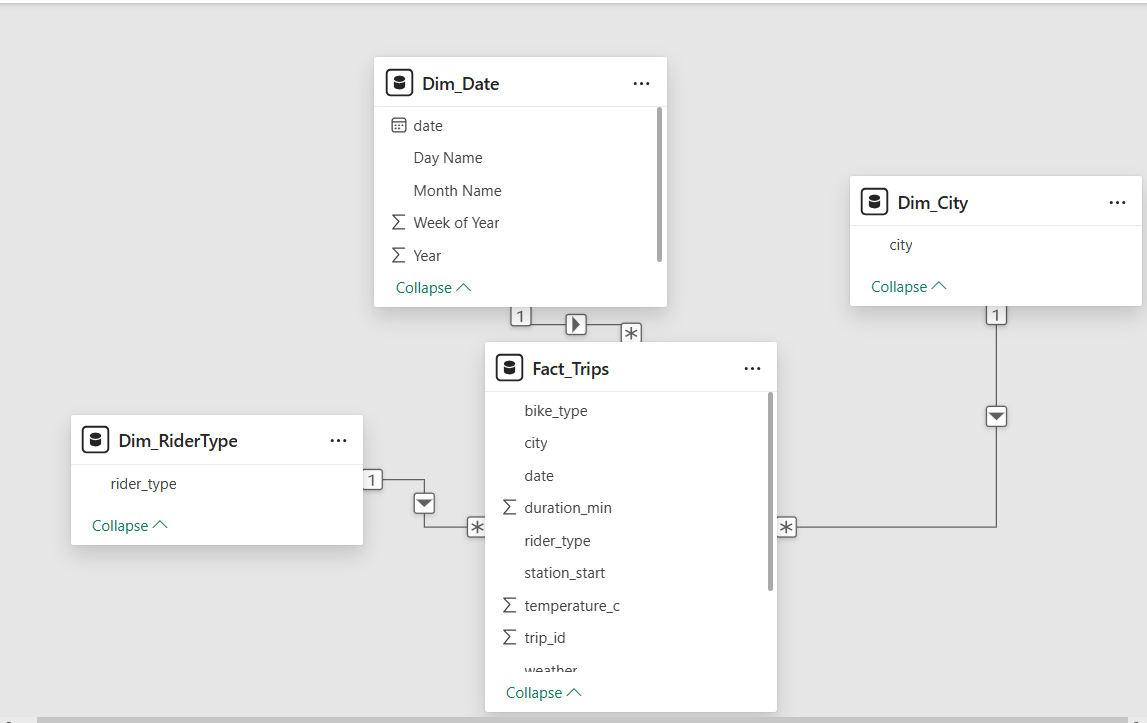 Dim_Date
date
Day Name
Month Name
Week of Year
Year
Collapse
1
*
Dim_City
city
Collapse
1
*
Dim_RiderType
rider_type
Collapse
1
*
Fact_Trips
bike_type
city
date
duration_min
rider_type
station_start
temperature_c
trip_id
weather
Collapse